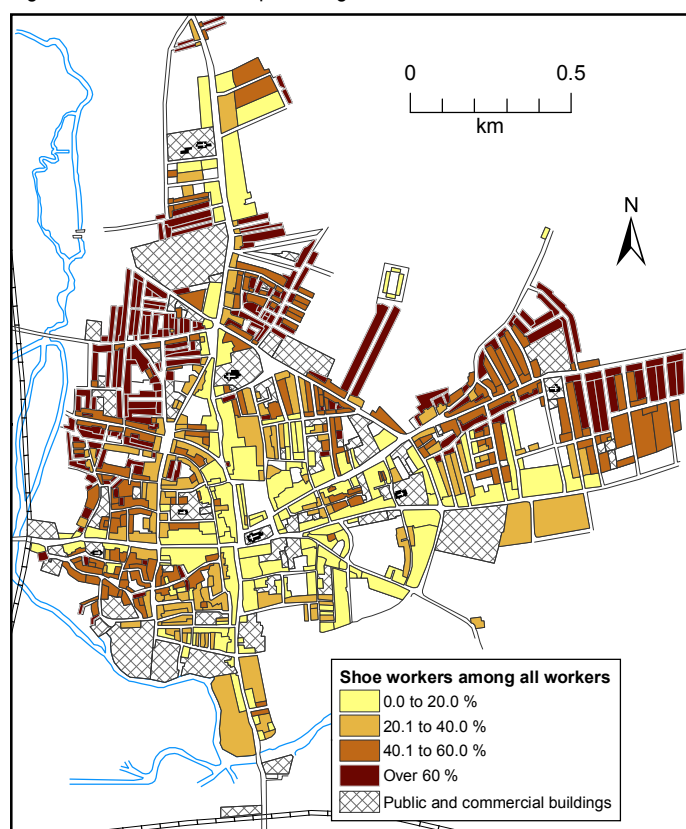 0 0.5
km
N
Shoe workers among all workers
0.0 to 20.0 %
20.1 to 40.0 %
40.1 to 60.0 %
Over 60 %
Public and commercial buildings